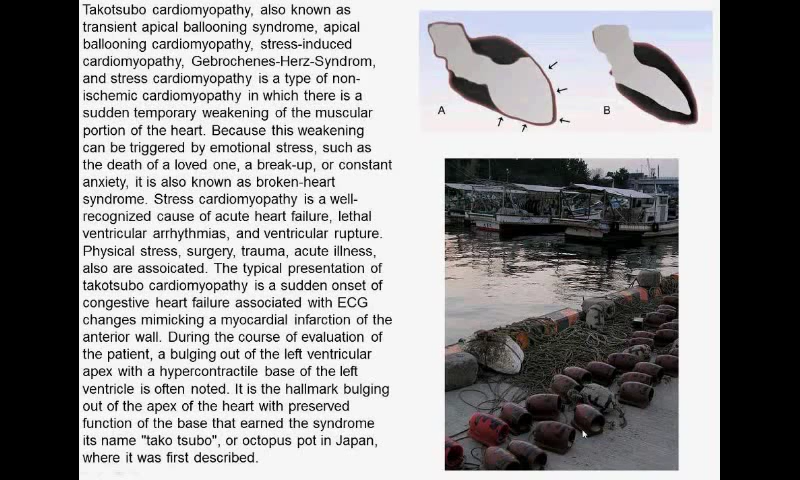 Takotsubo cardiomyopathy, also known as
transient apical ballooning syndrome, apical
ballooning cardiomyopathy, stress-induced
cardiomyopathy, Gebrochenes-Herz-Syndrom,
and stress cardiomyopathy is a type of non-
ischemic cardiomyopathy in which there is a
sudden temporary weakening of the muscular
portion of the heart. Because this weakening
can be triggered by emotional stress, such as
the death of a loved one, a break-up, or constant
anxiety, it is also known as broken-heart
syndrome. Stress cardiomyopathy is a well-
recognized cause of acute heart failure, lethal
ventricular arrhythmias, and ventricular rupture.
Physical stress, surgery, trauma, acute illness,
also are assoicated. The typical presentation of
takotsubo cardiomyopathy is a sudden onset of
congestive heart failure associated with ECG
changes mimicking a myocardial infarction of the
anterior wall. During the course of evaluation of
the patient, a bulging out of the left ventricular
apex with a hypercontractile base of the left
ventricle is often noted. It is the hallmark bulging
out of the apex of the heart with preserved
function of the base that earned the syndrome
its name "tako tsubo", or octopus pot in Japan,
where it was first described.
A
B